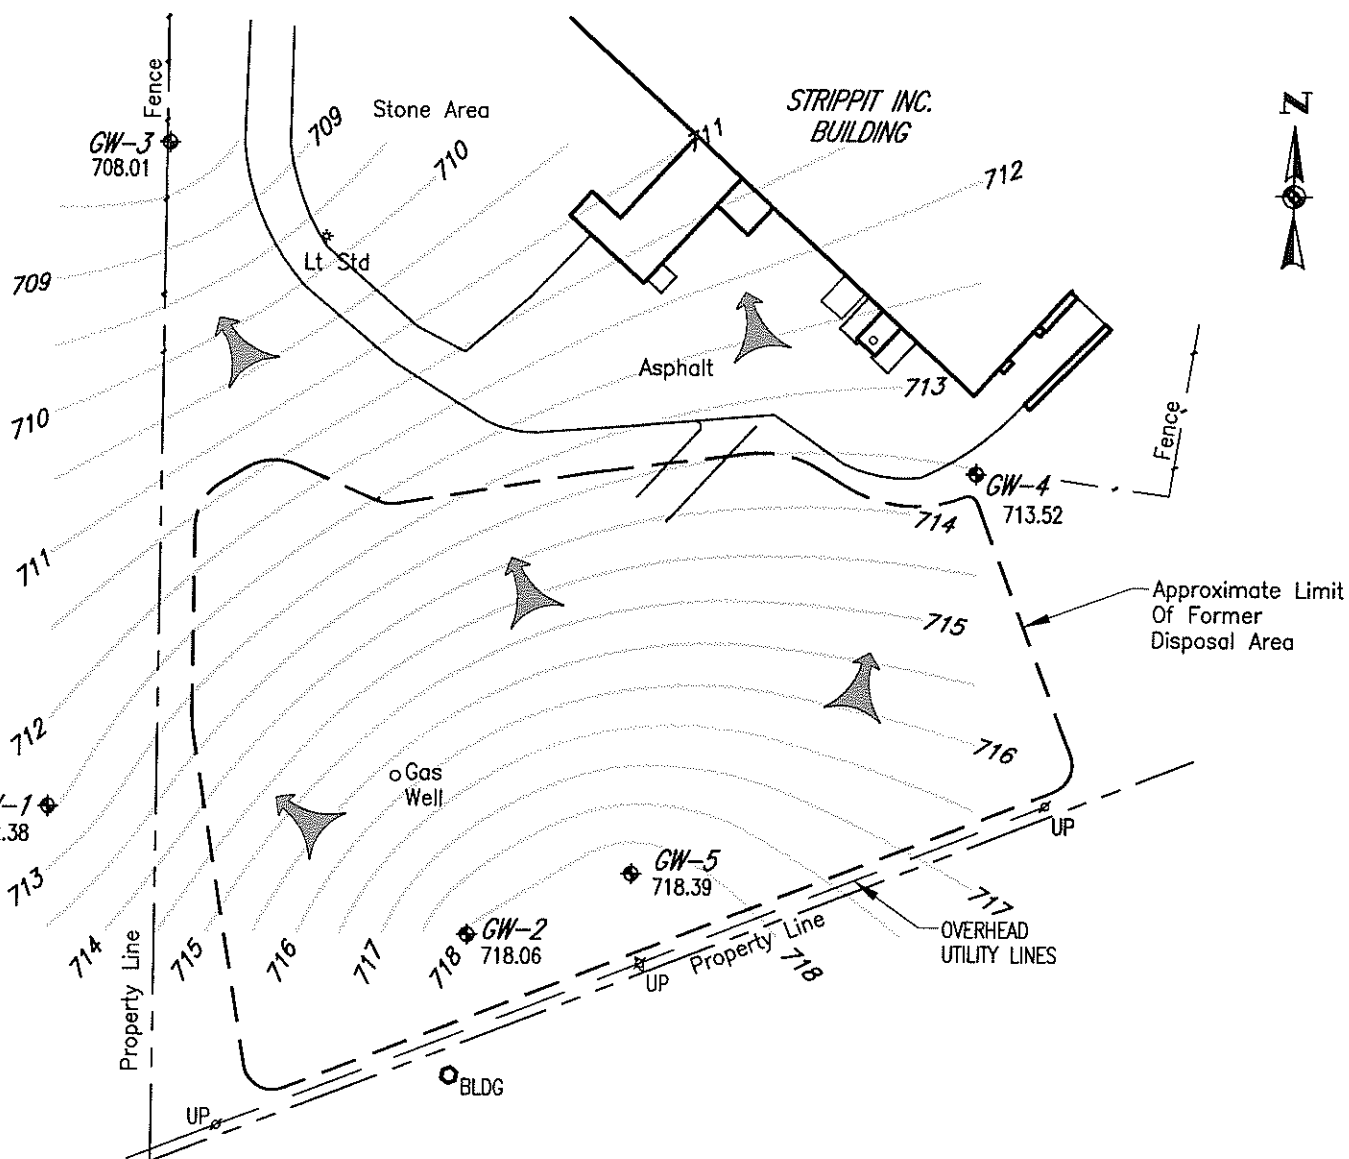 Fence
GW-3
708.01
Stone Area
709
710
711
STRIPPIT INC.
BUILDING
N
712
Lt Std
709
Asphalt
713
710
Fence
GW-4
713.52
714
711
Approximate Limit
Of Former
Disposal Area
715
712
716
Gas
Well
.38
UP
713
GW-5
718.39
717
GW-2
718.06
714
715
716
717
718
Property Line
718
OVERHEAD
UTILITY LINES
UP
Property Line
BLDG
UP